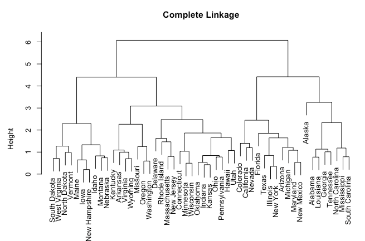 Complete Linkage
Height
0
1
2
3
4
5
6
South Dakota
West Virginia
North Dakota
Vermont
Maine
Iowa
New Hampshire
Idaho
Montana
Nebraska
Kentucky
Arkansas
Virginia
Wyoming
Missouri
Oregon
Washington
Delaware
Rhode Island
Massachusetts
New Jersey
Connecticut
Minnesota
Wisconsin
Oklahoma
Indiana
Kansas
Ohio
Pennsylvania
Hawaii
Utah
Colorado
California
Nevada
Florida
Texas
Illinois
New York
Arizona
Michigan
Maryland
New Mexico
Alaska
Alabama
Louisiana
Georgia
Tennessee
North Carolina
Mississippi
South Carolina